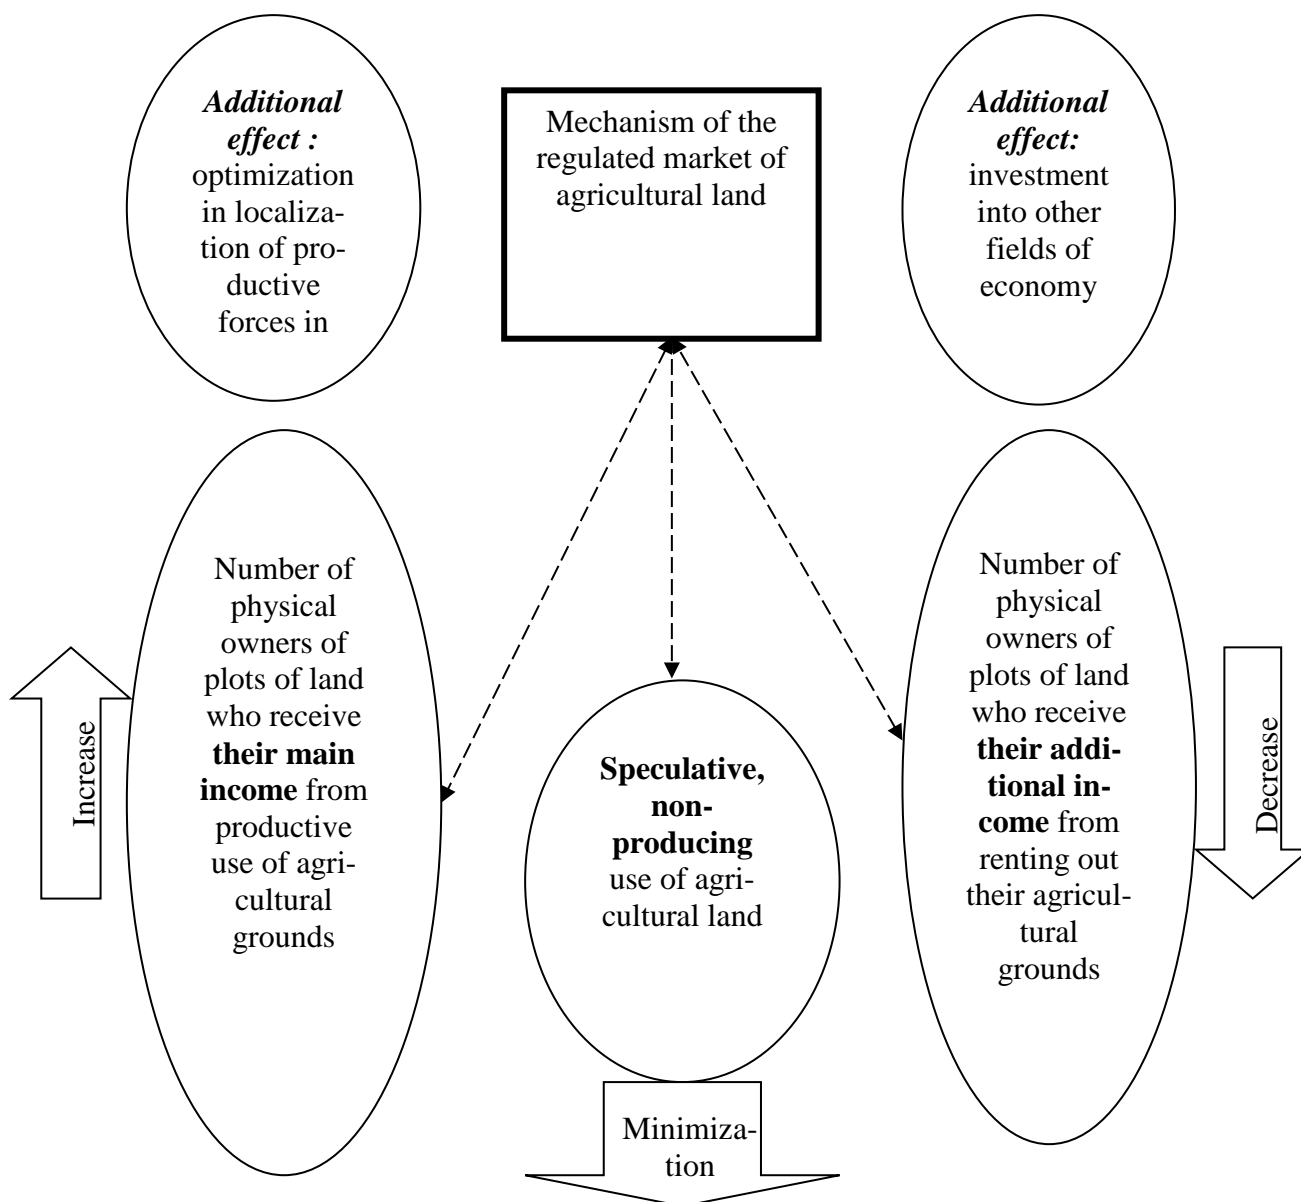 Additional
effect :
optimization
in localiza-
tion of pro-
ductive
forces in
Mechanism of the
regulated market of
agricultural land
Additional
effect:
investment
into other
fields of
economy
Increase
Number of
physical
owners of
plots of land
who receive
their main
income from
productive
use of agri-
cultural
grounds
Speculative,
non-
producing
use of agri-
cultural land
Number of
physical
owners of
plots of land
who receive
their addi-
tional in-
come from
renting out
their agricul-
tural
grounds
Decrease
Minimiza-
tion